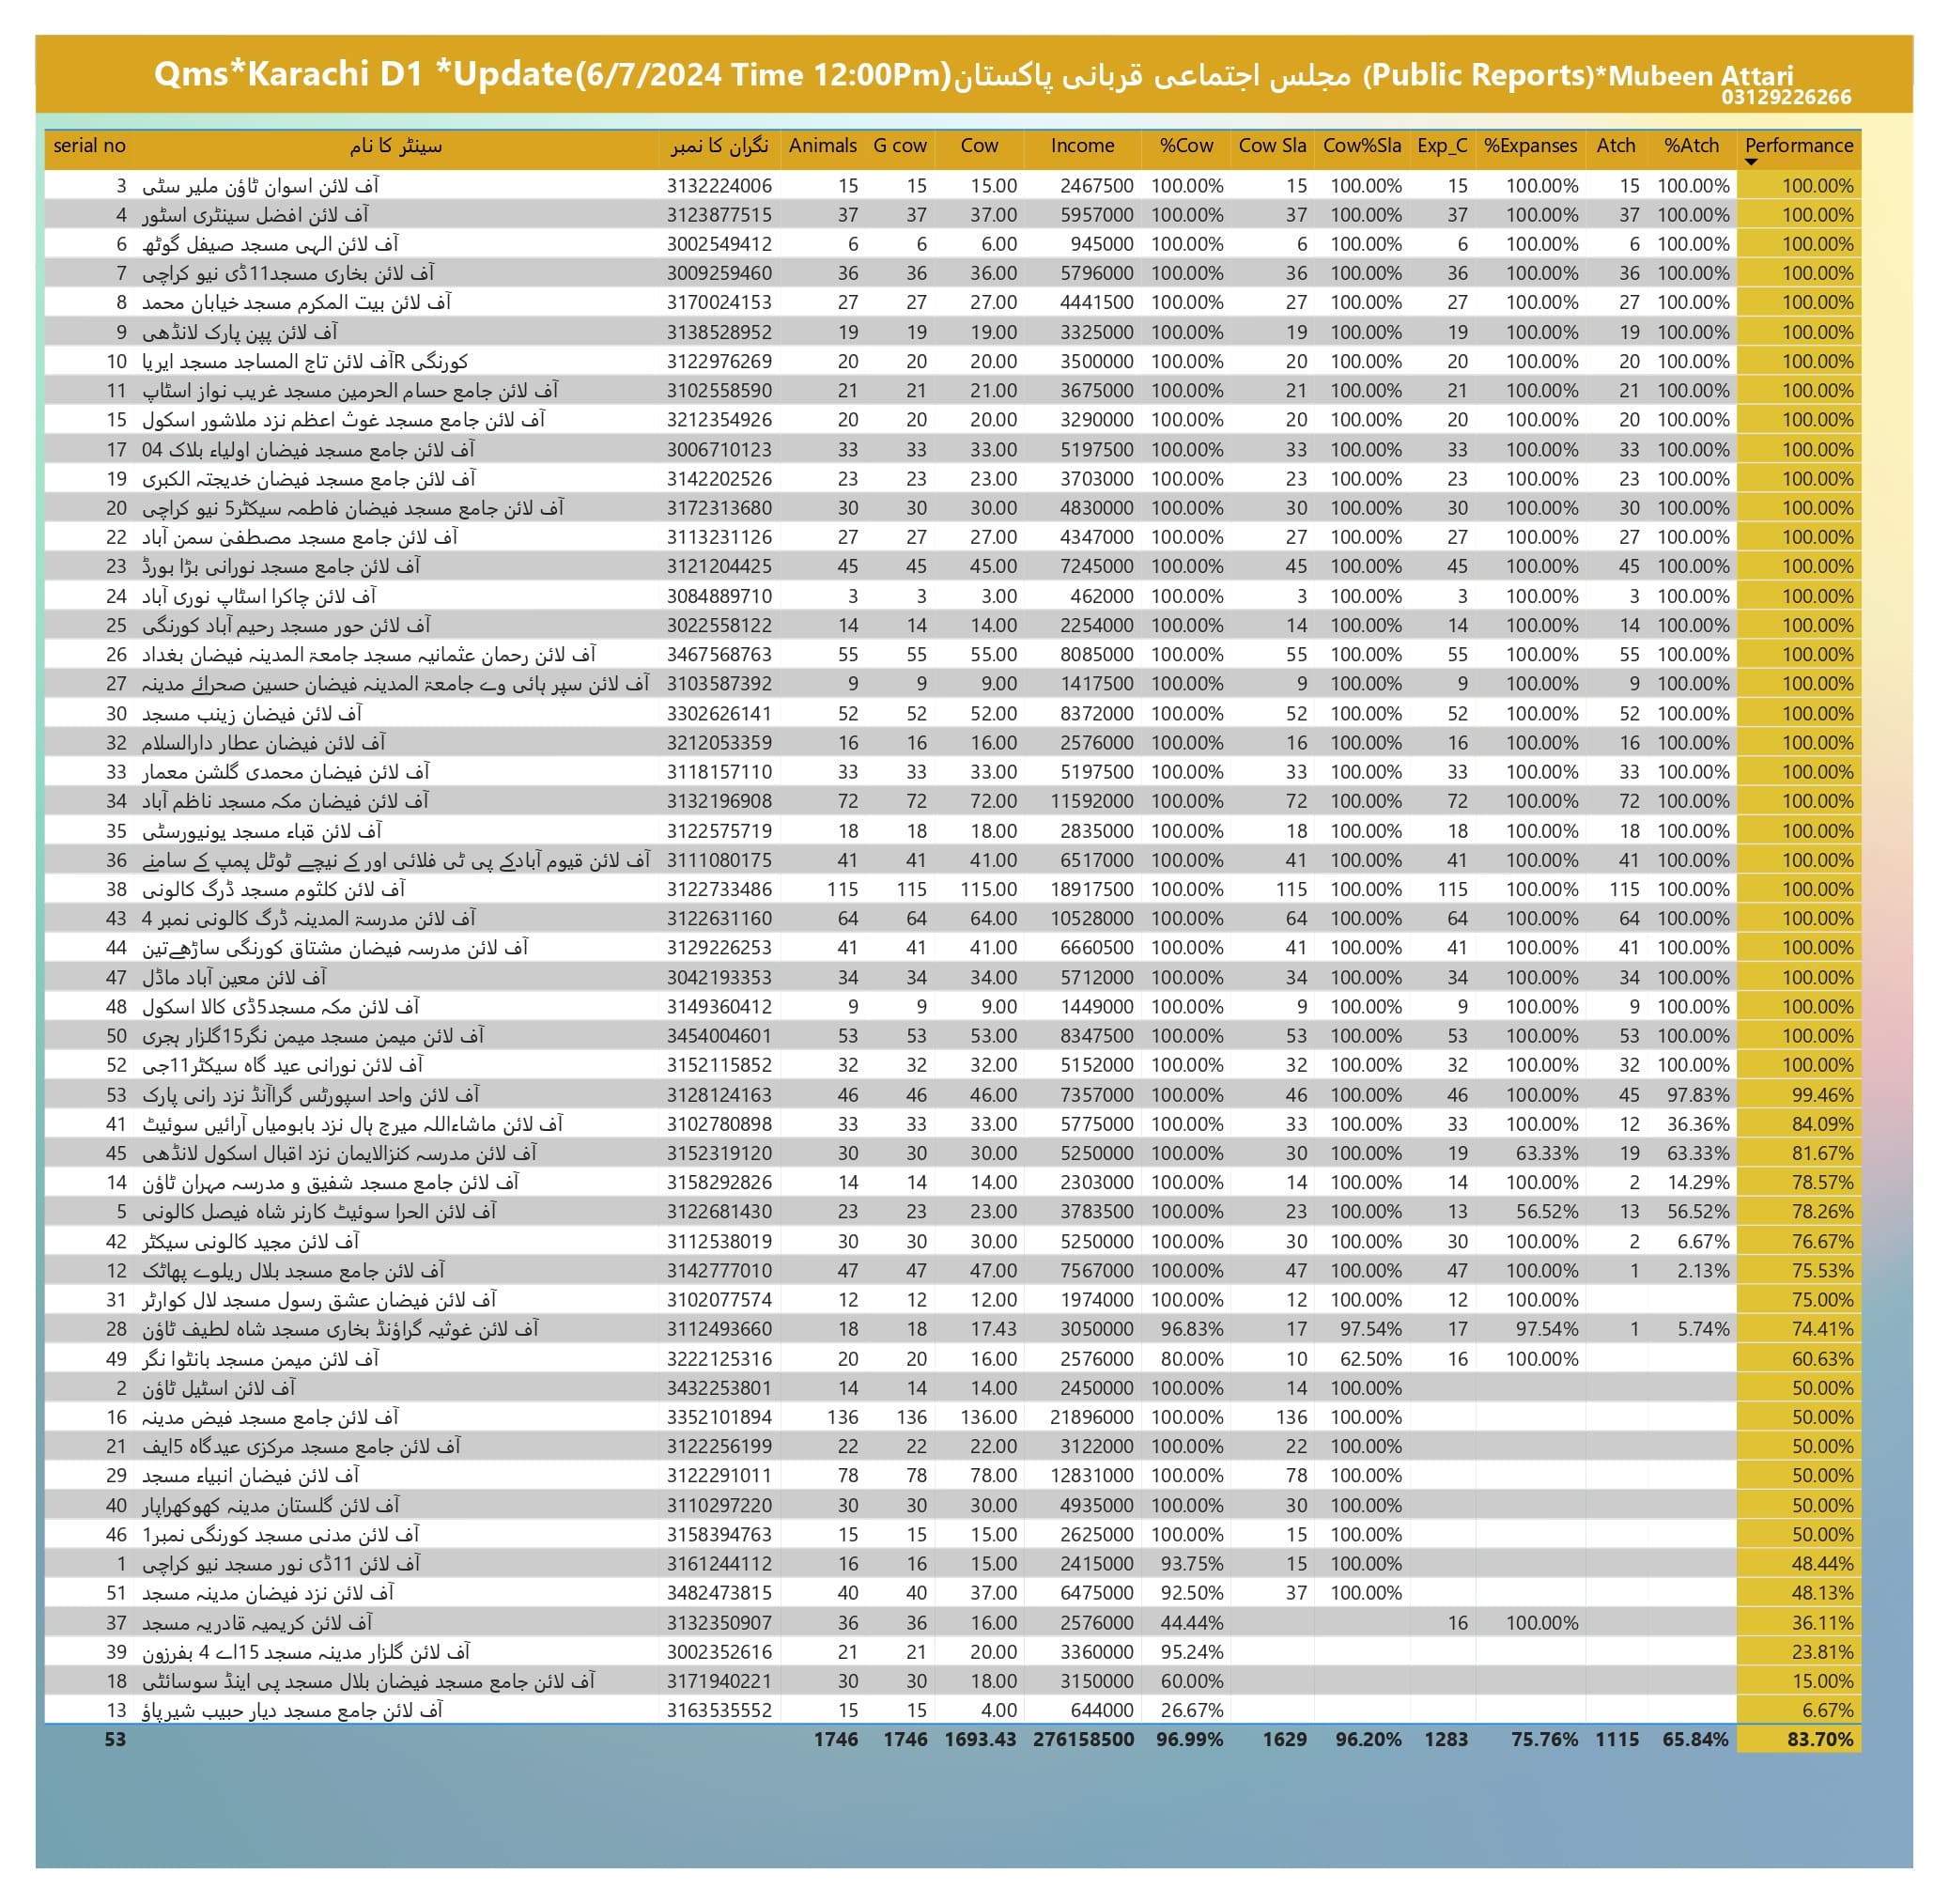 Qms*Karachi D1 *Update(6/7/2024 Time 12:00Pm)مجلس اجتماعی قربانی پاکستان (Public Reports)*Mubeen Attari
03129226266
serial no سینٹر کا نام نگران کا نمبر Animals G cow Cow Income %Cow Cow Sla Cow%Sla Exp_C %Expanses Atch %Atch Performance
3 آف لائن اسوان ٹاؤن ملیر سٹی 3132224006 15 15 15.00 2467500 100.00% 15 100.00% 15 100.00% 15 100.00% 100.00%
4 آف لائن افضل سینٹری اسٹور 3123877515 37 37 37.00 5957000 100.00% 37 100.00% 37 100.00% 37 100.00% 100.00%
6 آف لائن الہی مسجد صیفل گوٹھ 3002549412 6 6 6.00 945000 100.00% 6 100.00% 6 100.00% 6 100.00% 100.00%
7 آف لائن بخاری مسجد11ڈی نیو کراچی 3009259460 36 36 36.00 5796000 100.00% 36 100.00% 36 100.00% 36 100.00% 100.00%
8 آف لائن بیت المکرم مسجد خیابان محمد 3170024153 27 27 27.00 4441500 100.00% 27 100.00% 27 100.00% 27 100.00% 100.00%
9 آف لائن پپن پارک لانڈھی 3138528952 19 19 19.00 3325000 100.00% 19 100.00% 19 100.00% 19 100.00% 100.00%
10 آف لائن تاج المساجد مسجد ایریا R کورنگی 3122976269 20 20 20.00 3500000 100.00% 20 100.00% 20 100.00% 20 100.00% 100.00%
11 آف لائن جامع حسام الحرمین مسجد غریب نواز اسٹاپ 3102558590 21 21 21.00 3675000 100.00% 21 100.00% 21 100.00% 21 100.00% 100.00%
15 آف لائن جامع مسجد غوث اعظم نزد ملاشور اسکول 3212354926 20 20 20.00 3290000 100.00% 20 100.00% 20 100.00% 20 100.00% 100.00%
17 آف لائن جامع مسجد فیضان اولیاء بلاک 04 3006710123 33 33 33.00 5197500 100.00% 33 100.00% 33 100.00% 33 100.00% 100.00%
19 آف لائن جامع مسجد فیضان خدیجتہ الکبری 3142202526 23 23 23.00 3703000 100.00% 23 100.00% 23 100.00% 23 100.00% 100.00%
20 آف لائن جامع مسجد فیضان فاطمہ سیکٹر5 نیو کراچی 3172313680 30 30 30.00 4830000 100.00% 30 100.00% 30 100.00% 30 100.00% 100.00%
22 آف لائن جامع مسجد مصطفیٰ سمن آباد 3113231126 27 27 27.00 4347000 100.00% 27 100.00% 27 100.00% 27 100.00% 100.00%
23 آف لائن جامع مسجد نورانی بڑا بورڈ 3121204425 45 45 45.00 7245000 100.00% 45 100.00% 45 100.00% 45 100.00% 100.00%
24 آف لائن چاکرا اسٹاپ نوری آباد 3084889710 3 3 3.00 462000 100.00% 3 100.00% 3 100.00% 3 100.00% 100.00%
25 آف لائن حور مسجد رحیم آباد کورنگی 3022558122 14 14 14.00 2254000 100.00% 14 100.00% 14 100.00% 14 100.00% 100.00%
26 آف لائن رحمان عثمانیہ مسجد جامعۃ المدینہ فیضان بغداد 3467568763 55 55 55.00 8085000 100.00% 55 100.00% 55 100.00% 55 100.00% 100.00%
27 آف لائن سپر ہائی وے جامعۃ المدینہ فیضان حسین صحرائے مدینہ 3103587392 9 9 9.00 1417500 100.00% 9 100.00% 9 100.00% 9 100.00% 100.00%
30 آف لائن فیضان زینب مسجد 3302626141 52 52 52.00 8372000 100.00% 52 100.00% 52 100.00% 52 100.00% 100.00%
32 آف لائن فیضان عطار دارالسلام 3212053359 16 16 16.00 2576000 100.00% 16 100.00% 16 100.00% 16 100.00% 100.00%
33 آف لائن فیضان محمدی گلشن معمار 3118157110 33 33 33.00 5197500 100.00% 33 100.00% 33 100.00% 33 100.00% 100.00%
34 آف لائن فیضان مکہ مسجد ناظم آباد 3132196908 72 72 72.00 11592000 100.00% 72 100.00% 72 100.00% 72 100.00% 100.00%
35 آف لائن قباء مسجد یونیورسٹی 3122575719 18 18 18.00 2835000 100.00% 18 100.00% 18 100.00% 18 100.00% 100.00%
36 آف لائن قیوم آبادکے پی ٹی فلائی اور کے نیچے ٹوٹل پمپ کے سامنے 3111080175 41 41 41.00 6517000 100.00% 41 100.00% 41 100.00% 41 100.00% 100.00%
38 آف لائن کلثوم مسجد ڈرگ کالونی 3122733486 115 115 115.00 18917500 100.00% 115 100.00% 115 100.00% 115 100.00% 100.00%
43 آف لائن مدرسۃ المدینہ ڈرگ کالونی نمبر 4 3122631160 64 64 64.00 10528000 100.00% 64 100.00% 64 100.00% 64 100.00% 100.00%
44 آف لائن مدرسہ فیضان مشتاق کورنگی ساڑھےتین 3129226253 41 41 41.00 6660500 100.00% 41 100.00% 41 100.00% 41 100.00% 100.00%
47 آف لائن معین آباد ماڈل 3042193353 34 34 34.00 5712000 100.00% 34 100.00% 34 100.00% 34 100.00% 100.00%
48 آف لائن مکہ مسجد5ڈی کالا اسکول 3149360412 9 9 9.00 1449000 100.00% 9 100.00% 9 100.00% 9 100.00% 100.00%
50 آف لائن میمن مسجد میمن نگر15گلزار ہجری 3454004601 53 53 53.00 8347500 100.00% 53 100.00% 53 100.00% 53 100.00% 100.00%
52 آف لائن نورانی عید گاہ سیکٹر11جی 3152115852 32 32 32.00 5152000 100.00% 32 100.00% 32 100.00% 32 100.00% 100.00%
53 آف لائن واحد اسپورٹس گراآنڈ نزد رانی پارک 3128124163 46 46 46.00 7357000 100.00% 46 100.00% 46 100.00% 45 97.83% 99.46%
41 آف لائن ماشاءاللہ میرج ہال نزد بابومیاں آرائیں سوئیٹ 3102780898 33 33 33.00 5775000 100.00% 33 100.00% 33 100.00% 12 36.36% 84.09%
45 آف لائن مدرسہ کنزالایمان نزد اقبال اسکول لانڈھی 3152319120 30 30 30.00 5250000 100.00% 30 100.00% 19 63.33% 19 63.33% 81.67%
14 آف لائن جامع مسجد شفیق و مدرسہ مہران ٹاؤن 3158292826 14 14 14.00 2303000 100.00% 14 100.00% 14 100.00% 2 14.29% 78.57%
5 آف لائن الحرا سوئیٹ کارنر شاہ فیصل کالونی 3122681430 23 23 23.00 3783500 100.00% 23 100.00% 13 56.52% 13 56.52% 78.26%
42 آف لائن مجید کالونی سیکٹر 3112538019 30 30 30.00 5250000 100.00% 30 100.00% 30 100.00% 2 6.67% 76.67%
12 آف لائن جامع مسجد بلال ریلوے پھاٹک 3142777010 47 47 47.00 7567000 100.00% 47 100.00% 47 100.00% 1 2.13% 75.53%
31 آف لائن فیضان عشق رسول مسجد لال کوارٹر 3102077574 12 12 12.00 1974000 100.00% 12 100.00% 12 100.00% 75.00%
28 آف لائن غوثیہ گراؤنڈ بخاری مسجد شاہ لطیف ٹاؤن 3112493660 18 18 17.43 3050000 96.83% 17 97.54% 17 97.54% 1 5.74% 74.41%
49 آف لائن میمن مسجد بانٹوا نگر 3222125316 20 20 16.00 2576000 80.00% 10 62.50% 16 100.00% 60.63%
2 آف لائن اسٹیل ٹاؤن 3432253801 14 14 14.00 2450000 100.00% 14 100.00% 50.00%
16 آف لائن جامع مسجد فیض مدینہ 3352101894 136 136 136.00 21896000 100.00% 136 100.00% 50.00%
21 آف لائن جامع مسجد مرکزی عیدگاہ 5ایف 3122256199 22 22 22.00 3122000 100.00% 22 100.00% 50.00%
29 آف لائن فیضان انبیاء مسجد 3122291011 78 78 78.00 12831000 100.00% 78 100.00% 50.00%
40 آف لائن گلستان مدینہ کھوکھراپار 3110297220 30 30 30.00 4935000 100.00% 30 100.00% 50.00%
46 آف لائن مدنی مسجد کورنگی نمبر1 3158394763 15 15 15.00 2625000 100.00% 15 100.00% 50.00%
1 آف لائن 11ڈی نور مسجد نیو کراچی 3161244112 16 16 15.00 2415000 93.75% 15 100.00% 48.44%
51 آف لائن نزد فیضان مدینہ مسجد 3482473815 40 40 37.00 6475000 92.50% 37 100.00% 48.13%
37 آف لائن کریمیہ قادریہ مسجد 3132350907 36 36 16.00 2576000 44.44% 16 100.00% 36.11%
39 آف لائن گلزار مدینہ مسجد 15اے 4 بفرزون 3002352616 21 21 20.00 3360000 95.24% 23.81%
18 آف لائن جامع مسجد فیضان بلال مسجد پی اینڈ سوسائٹی 3171940221 30 30 18.00 3150000 60.00% 15.00%
13 آف لائن جامع مسجد دیار حبیب شیرپاؤ 3163535552 15 15 4.00 644000 26.67% 6.67%
53 1746 1746 1693.43 276158500 96.99% 1629 96.20% 1283 75.76% 1115 65.84% 83.70%